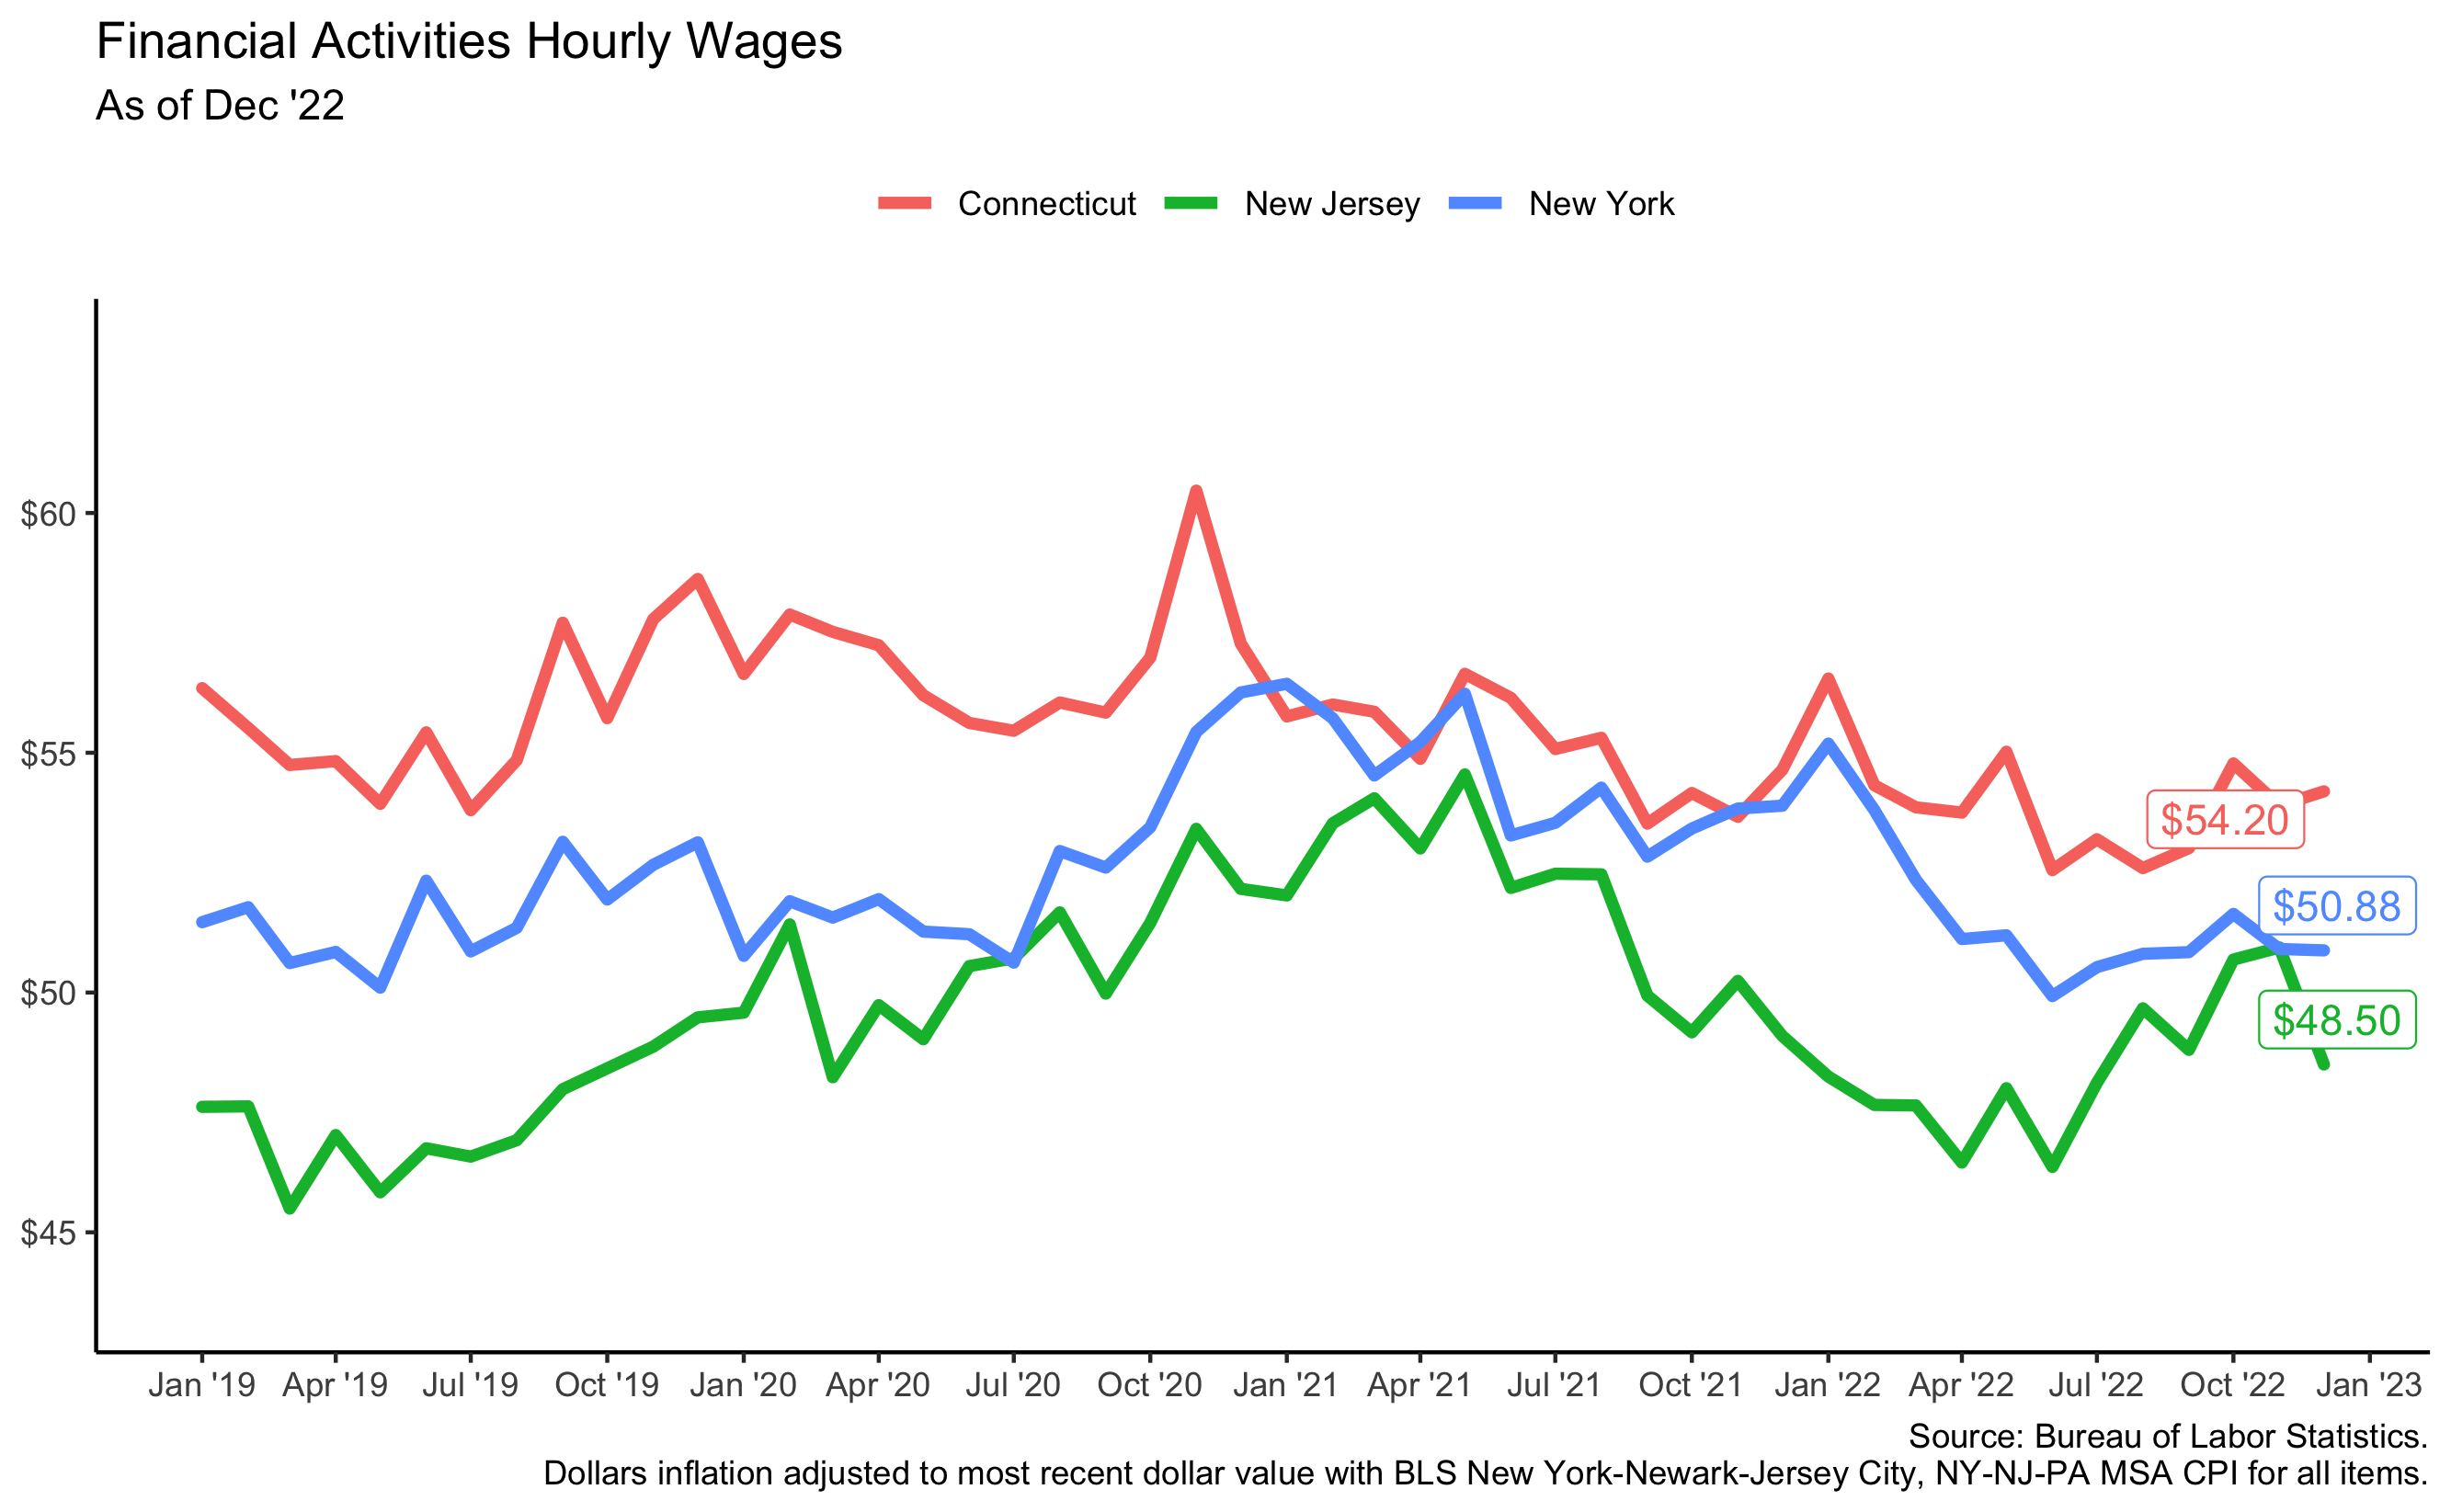 Financial Activities Hourly Wages
As of Dec '22
Connecticut New Jersey New York
$60
$55
$50
$45
$54.20
$50.88
$48.50
Jan '19 Apr '19 Jul '19 Oct '19 Jan '20 Apr '20 Jul '20 Oct '20 Jan '21 Apr '21 Jul '21 Oct '21 Jan '22 Apr '22 Jul '22 Oct '22 Jan '23
Source: Bureau of Labor Statistics.
Dollars inflation adjusted to most recent dollar value with BLS New York-Newark-Jersey City, NY-NJ-PA MSA CPI for all items.